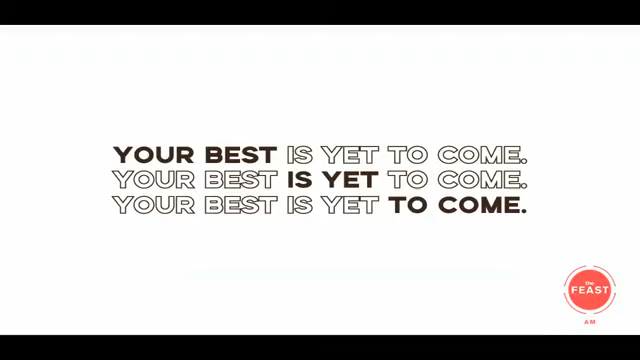 YOUR BEST IS YET TO COME.
YOUR BEST IS YET TO COME.
YOUR BEST IS YET TO COME.
the
FEAST
AM